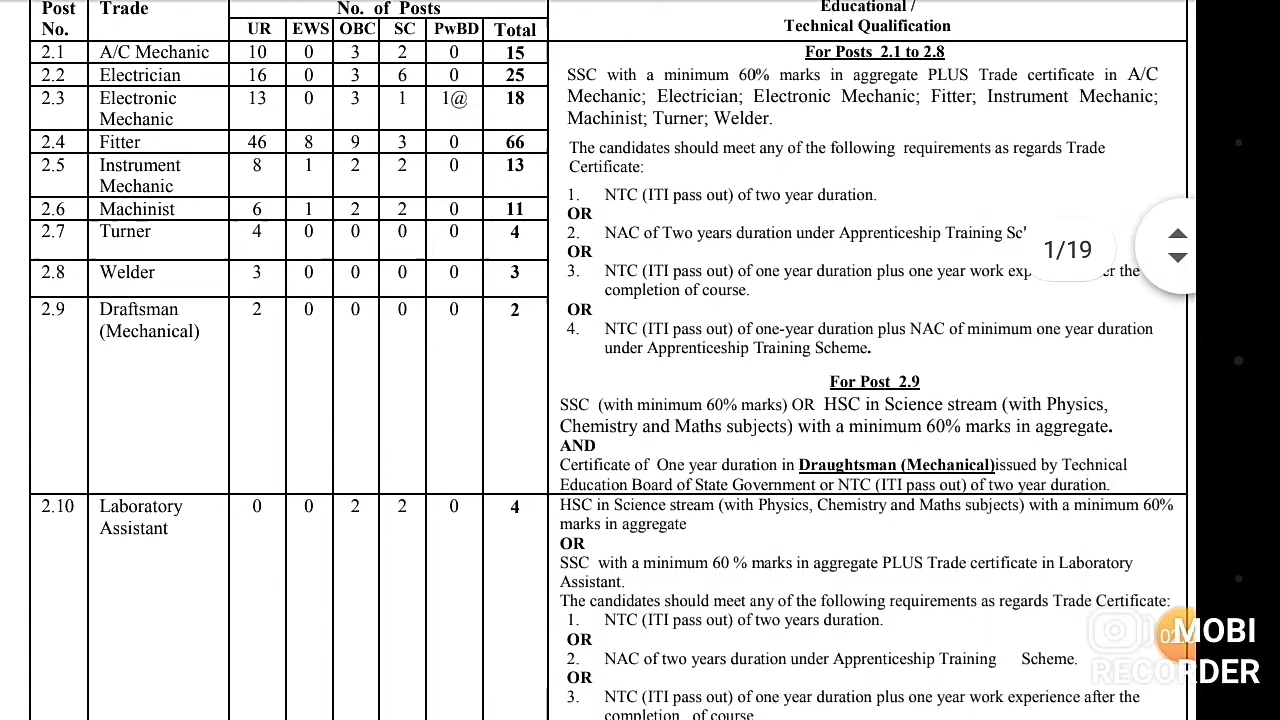 Post Trade No. of Posts Educational /
No. UR EWS OBC SC PwBD Total Technical Qualification
2.1 A/C Mechanic 10 0 3 2 0 15
2.2 Electrician 16 0 3 6 0 25
2.3 Electronic Mechanic 13 0 3 1 1@ 18
2.4 Fitter 46 8 9 3 0 66
2.5 Instrument Mechanic 8 1 2 2 0 13
2.6 Machinist 6 1 2 2 0 11
2.7 Turner 4 0 0 0 0 4
2.8 Welder 3 0 0 0 0 3
2.9 Draftsman (Mechanical) 2 0 0 0 0 2
For Posts 2.1 to 2.8
SSC with a minimum 60% marks in aggregate PLUS Trade certificate in A/C
Mechanic; Electrician; Electronic Mechanic; Fitter; Instrument Mechanic;
Machinist; Turner; Welder.
The candidates should meet any of the following requirements as regards Trade
Certificate:
1. NTC (ITI pass out) of two year duration.
OR
2. NAC of Two years duration under Apprenticeship Training
OR
3. NTC (ITI pass out) of one year duration plus one year work the
completion of course.
OR
4. NTC (ITI pass out) of one-year duration plus NAC of minimum one year duration
under Apprenticeship Training Scheme.
For Post 2.9
SSC (with minimum 60% marks) OR HSC in Science stream (with Physics,
Chemistry and Maths subjects) with a minimum 60% marks in aggregate.
AND
Certificate of One year duration in Draughtsman (Mechanical)issued by Technical
Education Board of State Government or NTC (ITI pass out) of two year duration.
2.10 Laboratory Assistant 0 0 2 2 0 4
HSC in Science stream (with Physics, Chemistry and Maths subjects) with a minimum 60%
marks in aggregate
OR
SSC with a minimum 60 % marks in aggregate PLUS Trade certificate in Laboratory
Assistant.
The candidates should meet any of the following requirements as regards Trade Certificate:
1. NTC (ITI pass out) of two years duration.
OR
2. NAC of two years duration under Apprenticeship Training Scheme.
OR
3. NTC (ITI pass out) of one year duration plus one year work experience after the
completion of course
1/19
MOBI
RECORDER